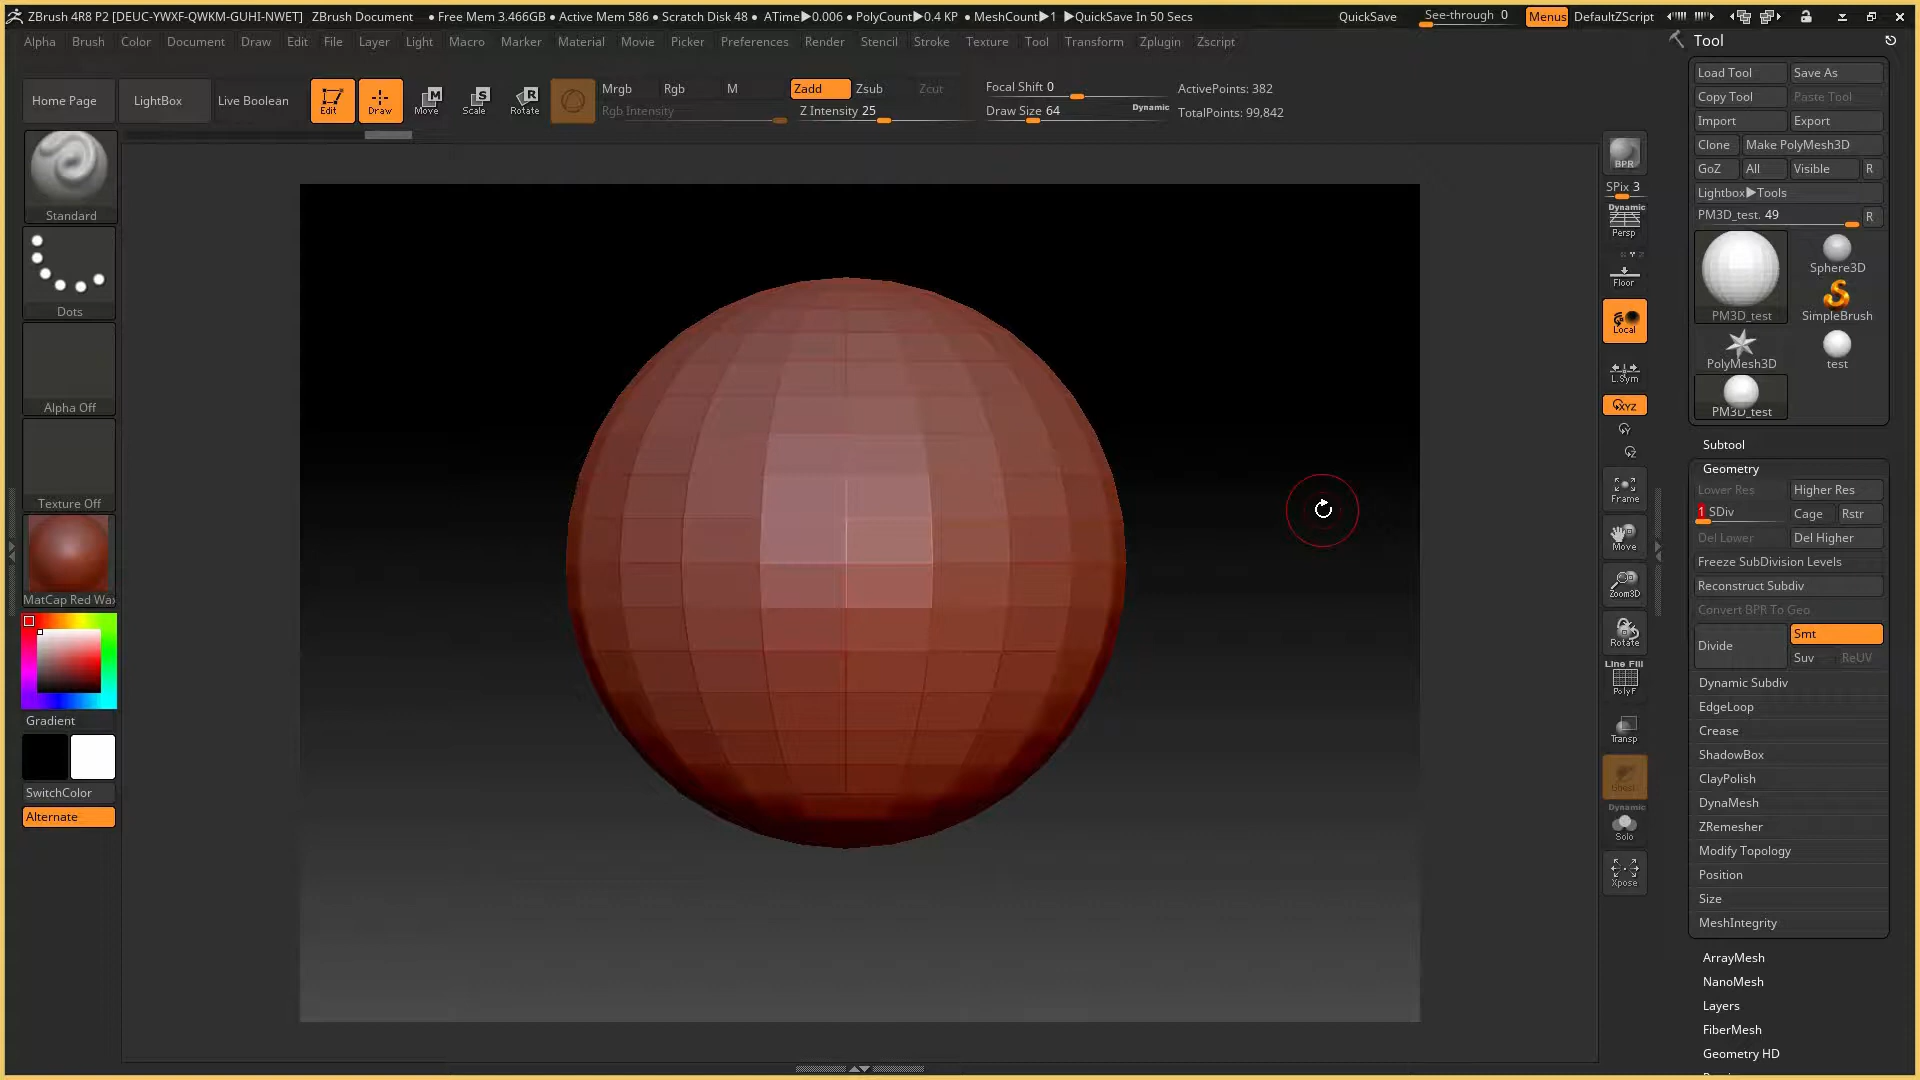 ZBrush 4R8 P2 [DEUC-YWXF-QWKM-GUHI-NWET] ZBrush Document • Free Mem 3.466GB • Active Mem 586 • Scratch Disk 48 • ATime▶0.006 • PolyCount▶0.4 KP • MeshCount▶1 ▶QuickSave In 50 Secs QuickSave See-through 0 Menus DefaultZScript
Alpha Brush Color Document Draw Edit File Layer Light Macro Marker Material Movie Picker Preferences Render Stencil Stroke Texture Tool Transform Zplugin Zscript
Home Page LightBox Live Boolean Edit Draw Move Scale Rotate
M S R
Mrgb Rgb M Zadd Zsub Zcut
Rgb Intensity Z Intensity 25
Focal Shift 0
Draw Size 64 Dynamic
ActivePoints: 382
TotalPoints: 99,842
Standard
Dots
Alpha Off
Texture Off
MatCap Red Wax
Gradient
SwitchColor
Alternate
BPR
SPix 3
Dynamic
Persp
Floor
Local
L.Sym
XYZ
Y
Z
Frame
Move
Zoom3D
Rotate
Line Fill
PolyF
Transp
Ghost
Dynamic
Solo
Xpose
Tool
Load Tool Save As
Copy Tool Paste Tool
Import Export
Clone Make PolyMesh3D
GoZ All Visible R
Lightbox▶Tools
PM3D_test. 49 R
PM3D_test Sphere3D
SimpleBrush
PolyMesh3D test
PM3D_test
Subtool
Geometry
Lower Res Higher Res
1 SDiv Cage Rstr
Del Lower Del Higher
Freeze SubDivision Levels
Reconstruct Subdiv
Convert BPR To Geo
Divide Smt
Suv ReUV
Dynamic Subdiv
EdgeLoop
Crease
ShadowBox
ClayPolish
DynaMesh
ZRemesher
Modify Topology
Position
Size
MeshIntegrity
ArrayMesh
NanoMesh
Layers
FiberMesh
Geometry HD